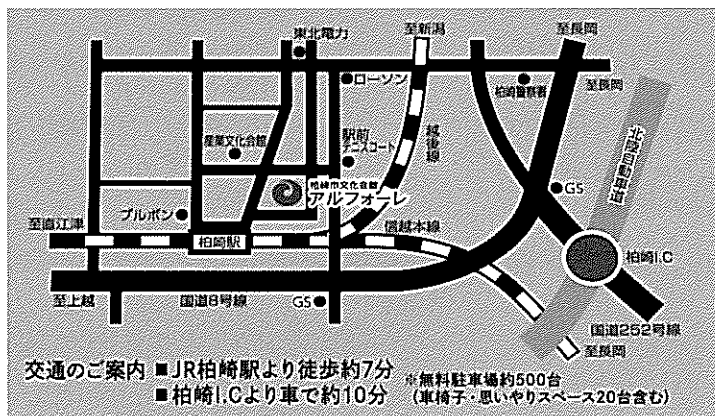 東北電力
至新潟
至長岡
ローソン
柏崎警察署
至長岡
北陸自動車道
産業文化会館
駅前
テニスコート
越後線
柏崎市文化会館
アルフォーレ
GS
ブルボン
至直江津
柏崎駅
信越本線
柏崎I.C
至上越
国道8号線
GS
国道252号線
至長岡
交通のご案内 ■JR柏崎駅より徒歩約7分
■柏崎I.Cより車で約10分
※無料駐車場約500台
(車椅子・思いやりスペース20台含む)